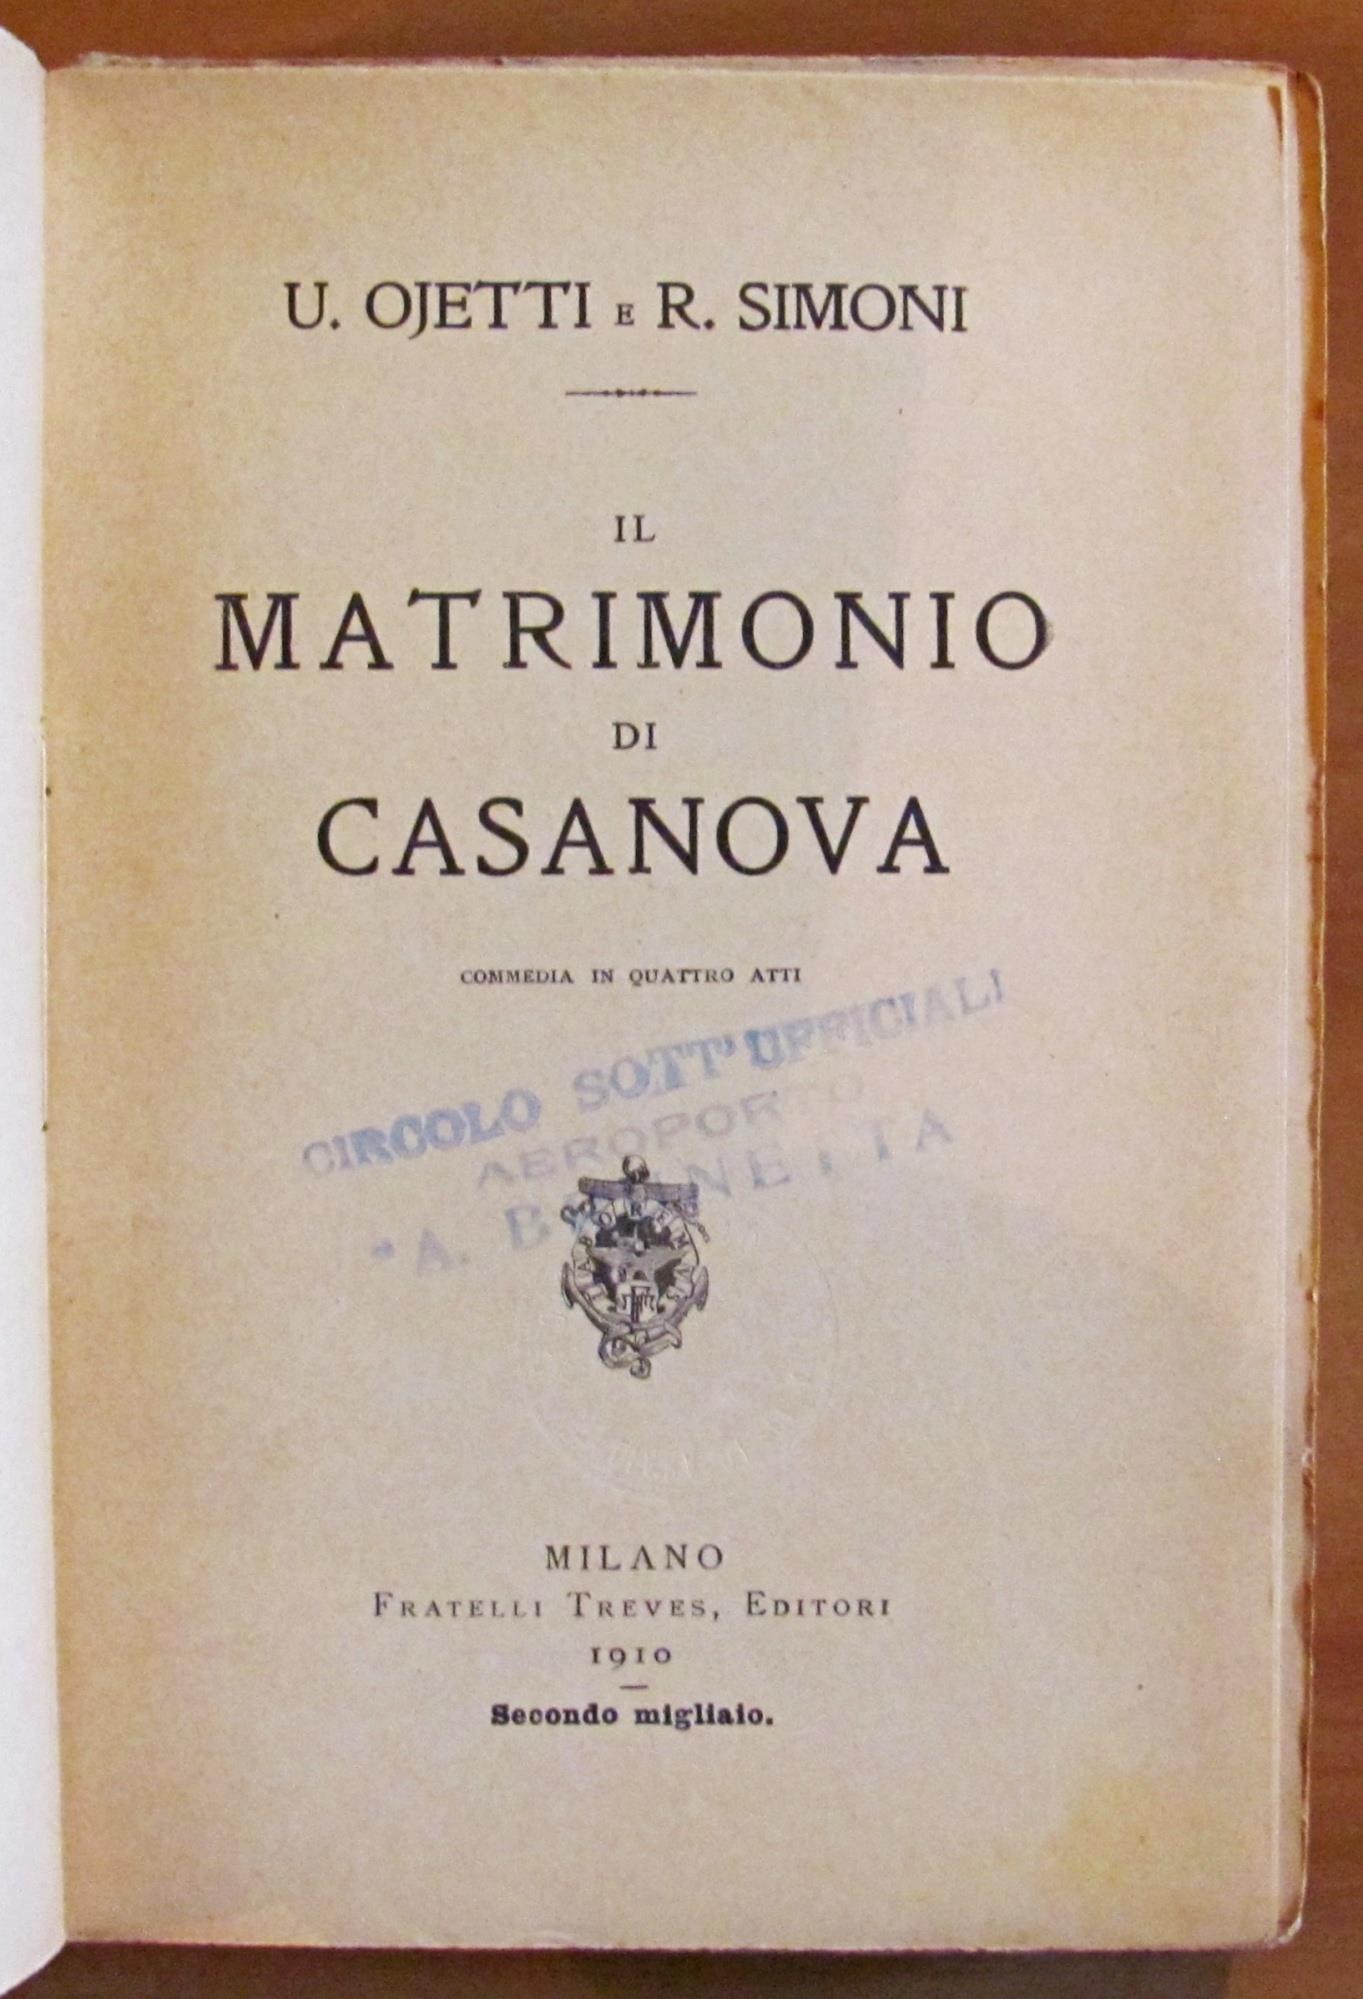 U. OJETTI E R. SIMONI
IL
MATRIMONIO
DI
CASANOVA
COMMEDIA IN QUATTRO ATTI
CIRCOLO SOTT'UFFICIALI
AEROPORTO
"A.
LABOREMUS
MILANO
FRATELLI TREVES, EDITORI
1910
Secondo migliaio.